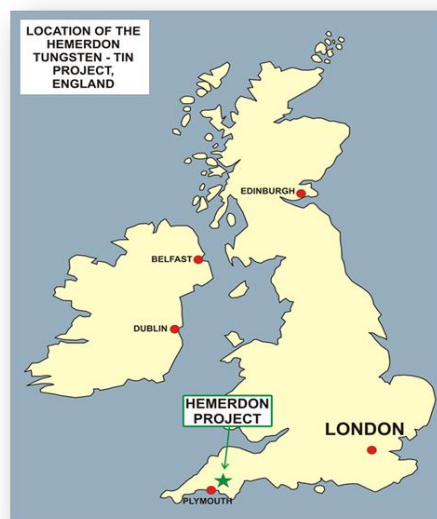 LOCATION OF THE
HEMERDON
TUNGSTEN - TIN
PROJECT,
ENGLAND
EDINBURGH
BELFAST
DUBLIN
HEMERDON
PROJECT
LONDON
PLYMOUTH